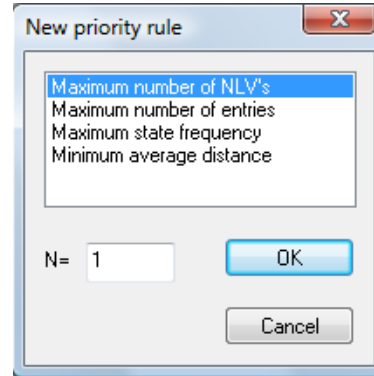 New priority rule
Maximum number of NLV's
Maximum number of entries
Maximum state frequency
Minimum average distance
N= 1
OK
Cancel